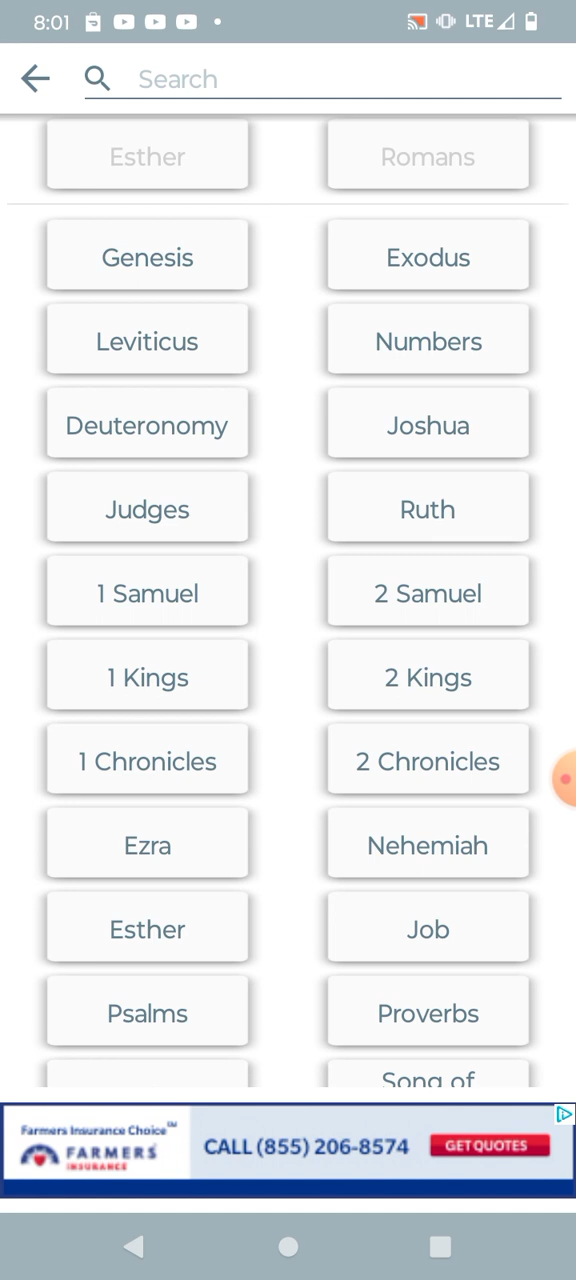 8:01
LTE
Search
Esther
Romans
Genesis
Exodus
Leviticus
Numbers
Deuteronomy
Joshua
Judges
Ruth
1 Samuel
2 Samuel
1 Kings
2 Kings
1 Chronicles
2 Chronicles
Ezra
Nehemiah
Esther
Job
Psalms
Proverbs
Song of
Farmers Insurance Choice™
FARMERS
INSURANCE
CALL (855) 206-8574
GET QUOTES